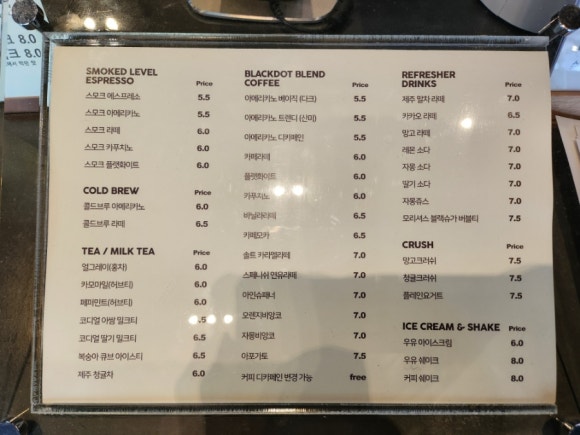 SMOKED LEVEL
ESPRESSO Price
스모크 에스프레소 5.5
스모크 아메리카노 5.5
스모크 라떼 6.0
스모크 카푸치노 6.0
스모크 플랫화이트 6.0
COLD BREW Price
콜드브루 아메리카노 6.0
콜드브루 라떼 6.5
TEA / MILK TEA Price
얼그레이(홍차) 6.0
카모마일(허브티) 6.0
페퍼민트(허브티) 6.0
코디얼 아쌈 밀크티 6.5
코디얼 딸기 밀크티 6.5
복숭아 큐브 아이스티 6.5
제주 청귤차 6.0
BLACKDOT BLEND
COFFEE Price
아메리카노 베이직 (다크) 5.5
아메리카노 트렌디 (산미) 5.5
아메리카노 디카페인 5.5
카페라떼 6.0
플랫화이트 6.0
카푸치노 6.0
바닐라라떼 6.5
카페모카 6.5
솔트 카라멜라떼 7.0
스페니쉬 연유라떼 7.0
아인슈페너 7.0
오렌지비앙코 7.0
자몽비앙코 7.0
아포가토 7.5
커피 디카페인 변경 가능 free
REFRESHER
DRINKS Price
제주 말차 라떼 7.0
카카오 라떼 6.5
망고 라떼 7.0
레몬 소다 7.0
자몽 소다 7.0
딸기 소다 7.0
자몽쥬스 7.0
모리셔스 블랙슈가 버블티 7.5
CRUSH Price
망고크러쉬 7.5
청귤크러쉬 7.5
플레인요거트 7.5
ICE CREAM & SHAKE Price
우유 아이스크림 6.0
우유 쉐이크 8.0
커피 쉐이크 8.0